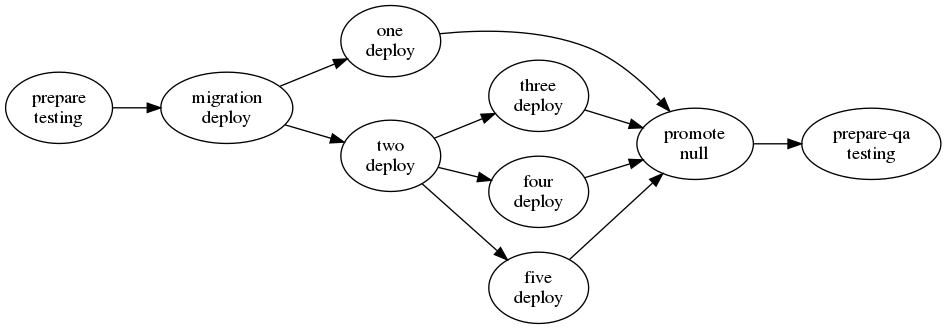 prepare
testing
migration
deploy
one
deploy
two
deploy
three
deploy
four
deploy
five
deploy
promote
null
prepare-qa
testing